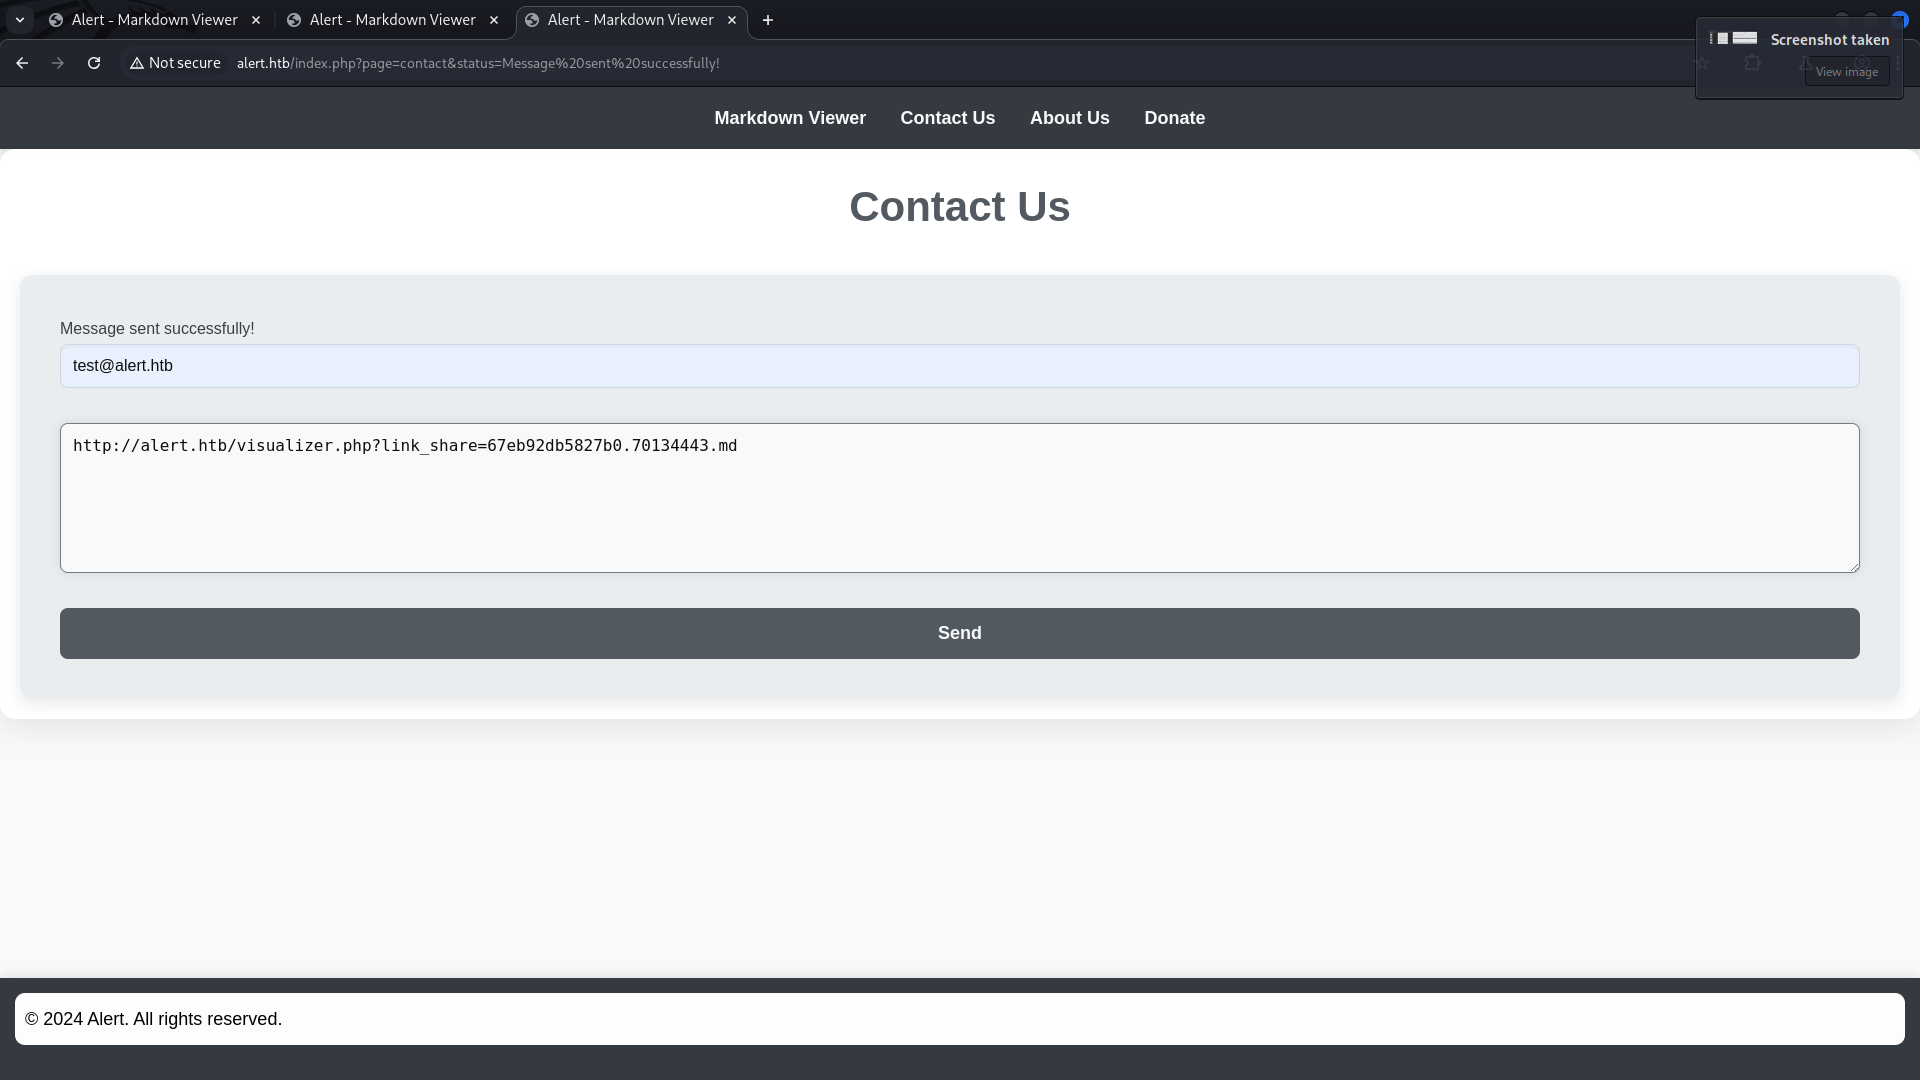 Alert - Markdown Viewer
Alert - Markdown Viewer
Alert - Markdown Viewer
Screenshot taken
View image
Not secure
alert.htb/index.php?page=contact&status=Message%20sent%20successfully!
Markdown Viewer
Contact Us
About Us
Donate
Contact Us
Message sent successfully!
test@alert.htb
http://alert.htb/visualizer.php?link_share=67eb92db5827b0.70134443.md
Send
© 2024 Alert. All rights reserved.